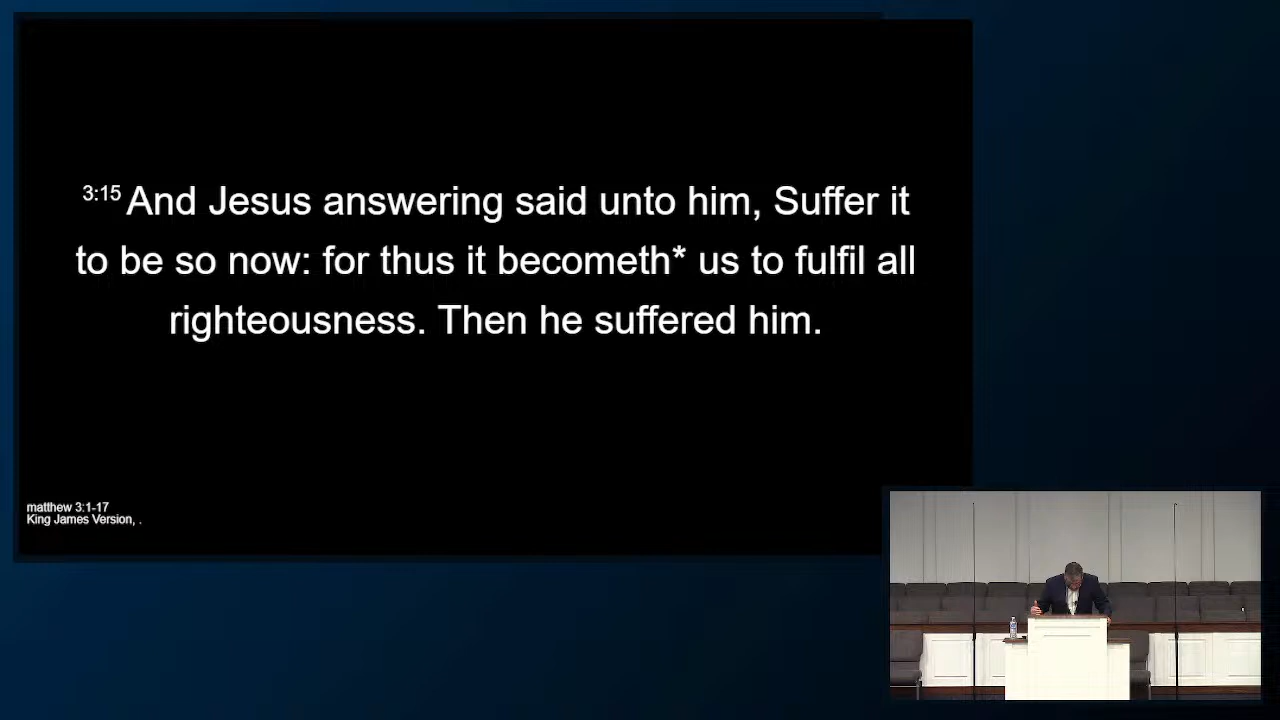 3:15 And Jesus answering said unto him, Suffer it
to be so now: for thus it becometh* us to fulfil all
righteousness. Then he suffered him.
matthew 3:1-17
King James Version, .